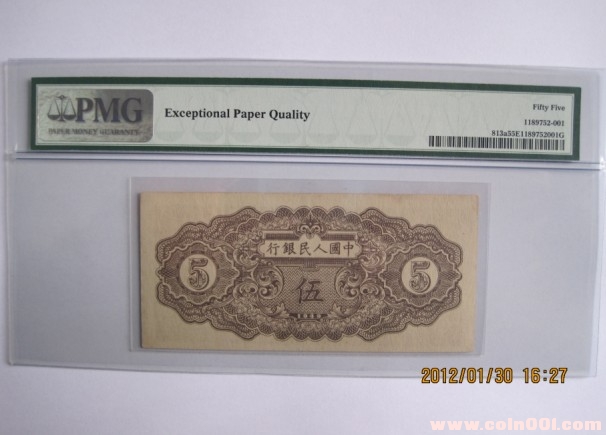 PMG
PAPER MONEY GUARANTY
Exceptional Paper Quality
Fifty Five
1189752-001
813a55E1189752001G
行銀民人國中
5
伍
5
2012/01/30 16:27
www.coin001.com